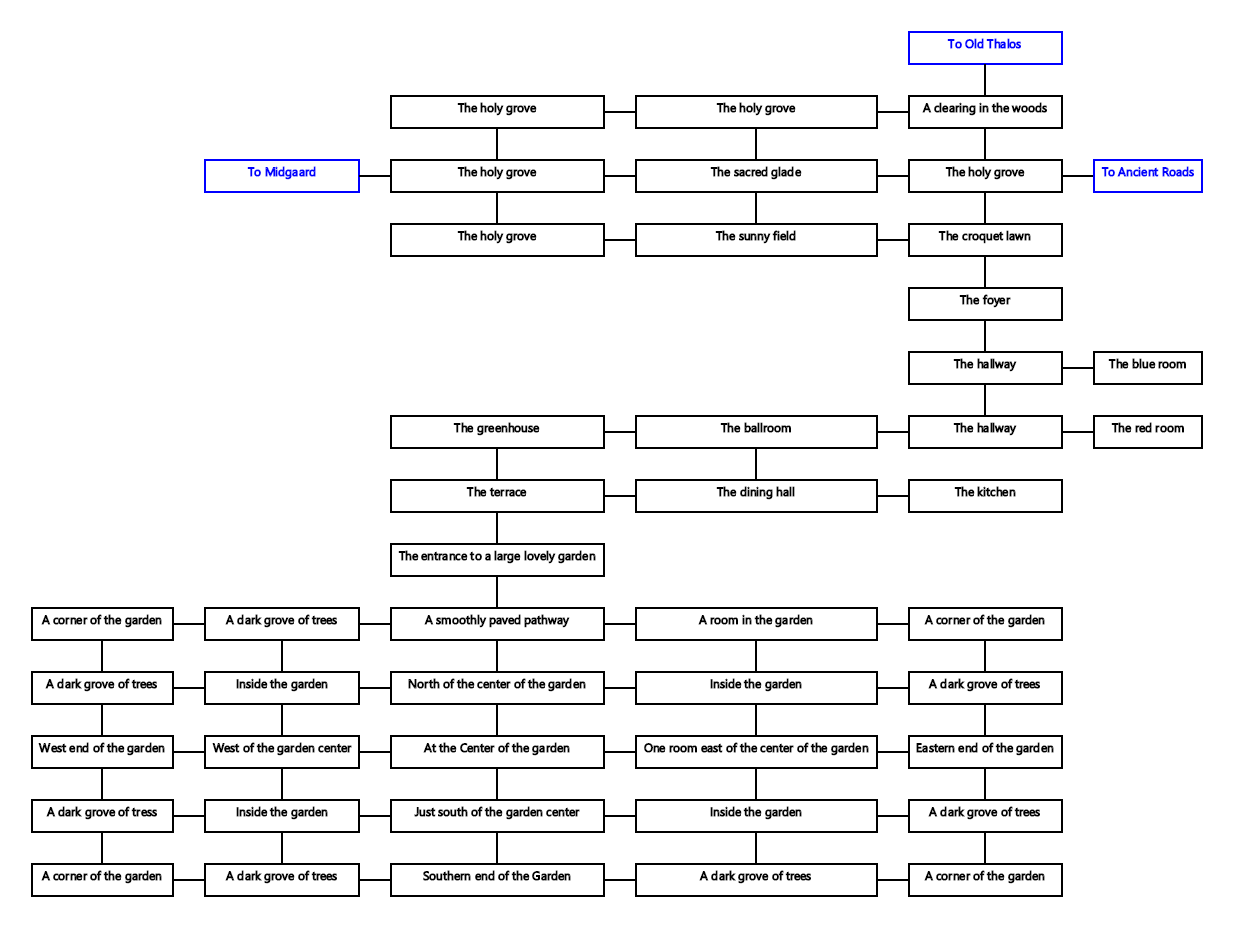 To Old Thalos
The holy grove
The holy grove
A clearing in the woods
To Midgaard
The holy grove
The sacred glade
The holy grove
To Ancient Roads
The holy grove
The sunny field
The croquet lawn
The foyer
The hallway
The blue room
The greenhouse
The ballroom
The hallway
The red room
The terrace
The dining hall
The kitchen
The entrance to a large lovely garden
A corner of the garden
A dark grove of trees
A smoothly paved pathway
A room in the garden
A corner of the garden
A dark grove of trees
Inside the garden
North of the center of the garden
Inside the garden
A dark grove of trees
West end of the garden
West of the garden center
At the Center of the garden
One room east of the center of the garden
Eastern end of the garden
A dark grove of tress
Inside the garden
Just south of the garden center
Inside the garden
A dark grove of trees
A corner of the garden
A dark grove of trees
Southern end of the Garden
A dark grove of trees
A corner of the garden